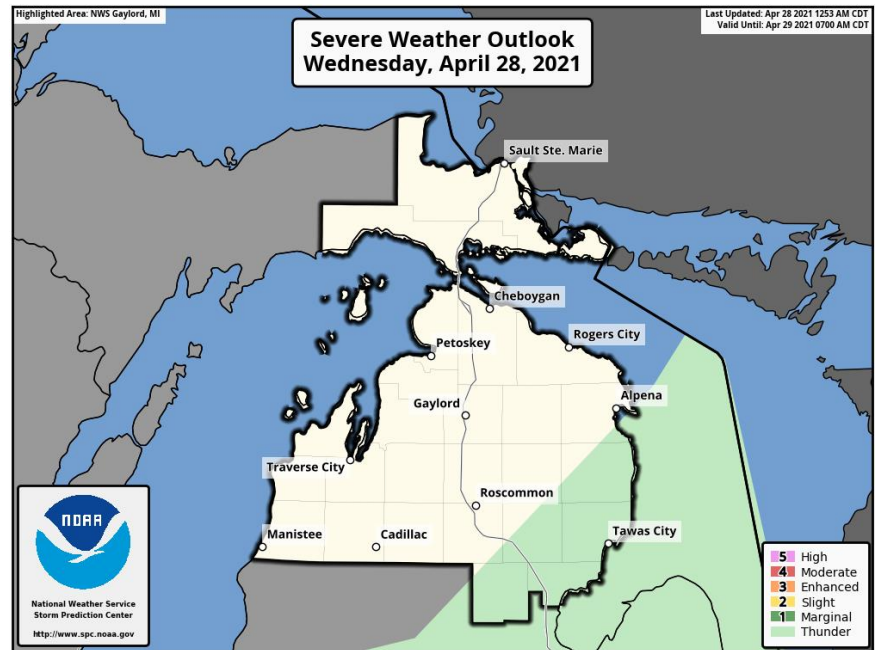 Highlighted Area: NWS Gaylord, MI
Last Updated: Apr 28 2021 1253 AM CDT
Valid Until: Apr 29 2021 0700 AM CDT
Severe Weather Outlook
Wednesday, April 28, 2021
Sault Ste. Marie
Cheboygan
Rogers City
Petoskey
Alpena
Gaylord
Traverse City
Roscommon
Manistee
Cadillac
Tawas City
NOAA
National Weather Service
Storm Prediction Center
http://www.spc.noaa.gov
5 High
4 Moderate
3 Enhanced
2 Slight
1 Marginal
Thunder